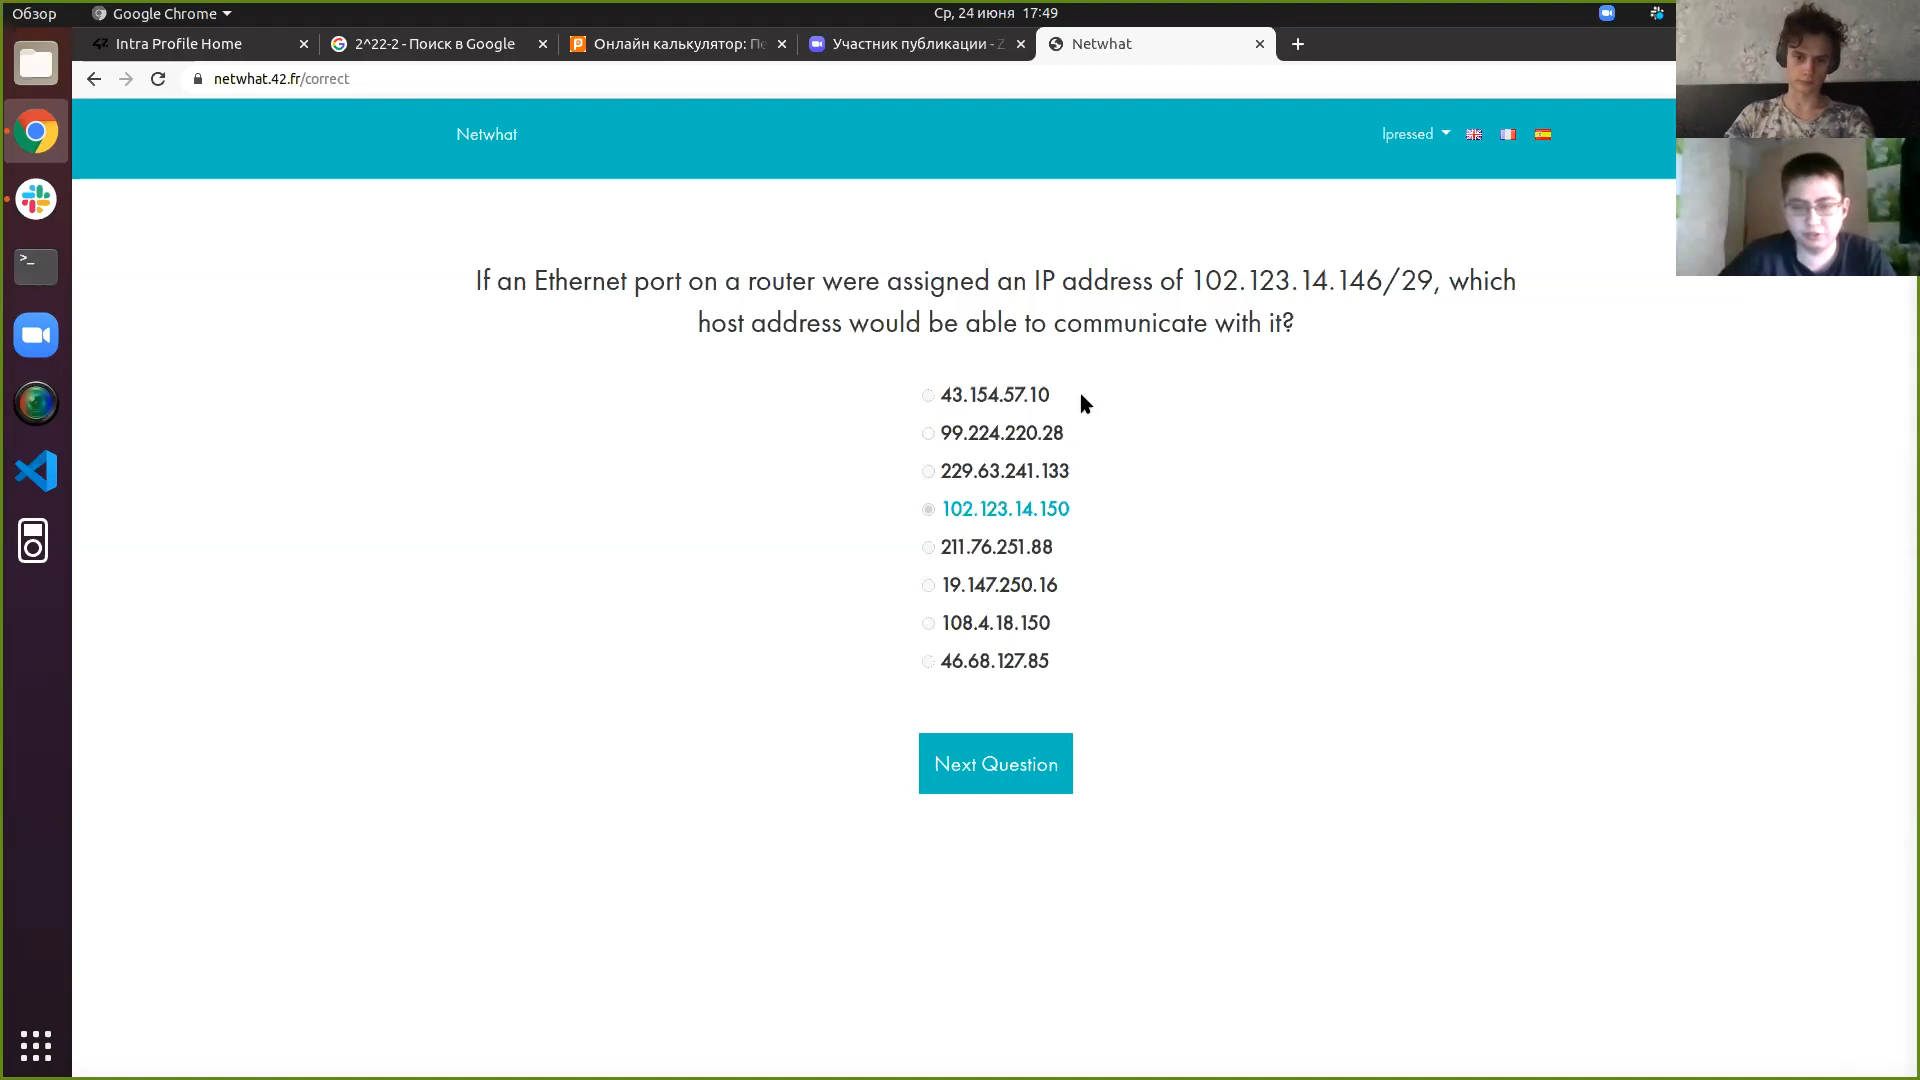 Обзор
Google Chrome
Ср, 24 июня 17:49
Intra Profile Home
2^22-2 - Поиск в Google
Онлайн калькулятор: Пе
Участник публикации - Z
Netwhat
netwhat.42.fr/correct
Netwhat
lpressed
If an Ethernet port on a router were assigned an IP address of 102.123.14.146/29, which
host address would be able to communicate with it?
43.154.57.10
99.224.220.28
229.63.241.133
102.123.14.150
211.76.251.88
19.147.250.16
108.4.18.150
46.68.127.85
Next Question